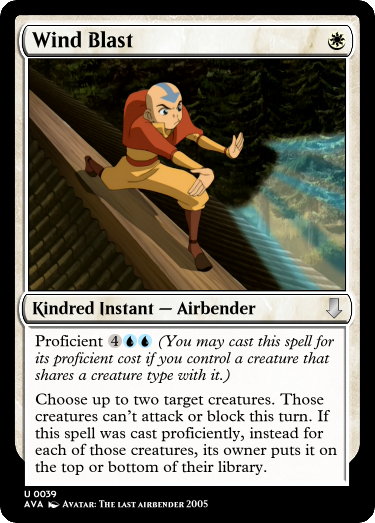 Wind Blast
Kindred Instant — Airbender
Proficient 4 (You may cast this spell for
its proficient cost if you control a creature that
shares a creature type with it.)
Choose up to two target creatures. Those
creatures can't attack or block this turn. If
this spell was cast proficiently, instead for
each of those creatures, its owner puts it on
the top or bottom of their library.
U 0039
AVA Avatar: The last airbender 2005